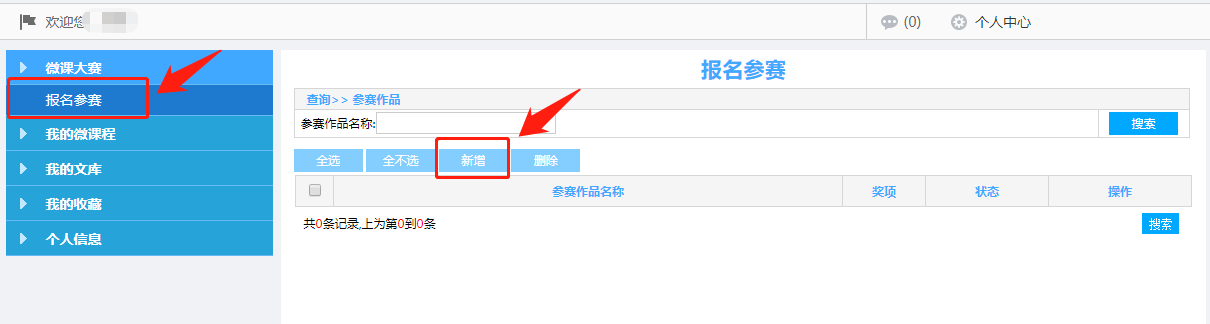 欢迎您
(0) 个人中心
微课大赛
报名参赛
我的微课程
我的文库
我的收藏
个人信息
报名参赛
查询>> 参赛作品
参赛作品名称: 搜索
全选 全不选 新增 删除
参赛作品名称 奖项 状态 操作
共0条记录,上为第0到0条 搜索